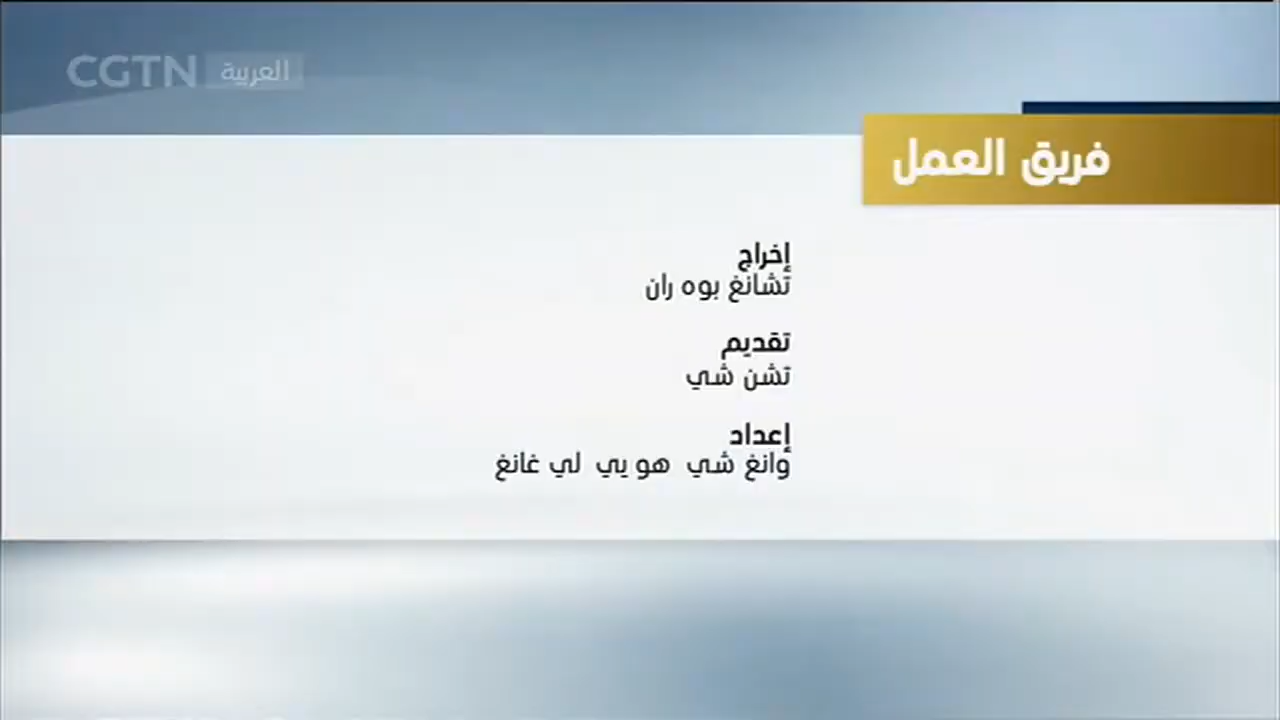 CGTN العربية
فريق العمل
إخراج
تشانغ بوه ران
تقديم
تشن شي
إعداد
وانغ شي  هو يي  لي غانغ